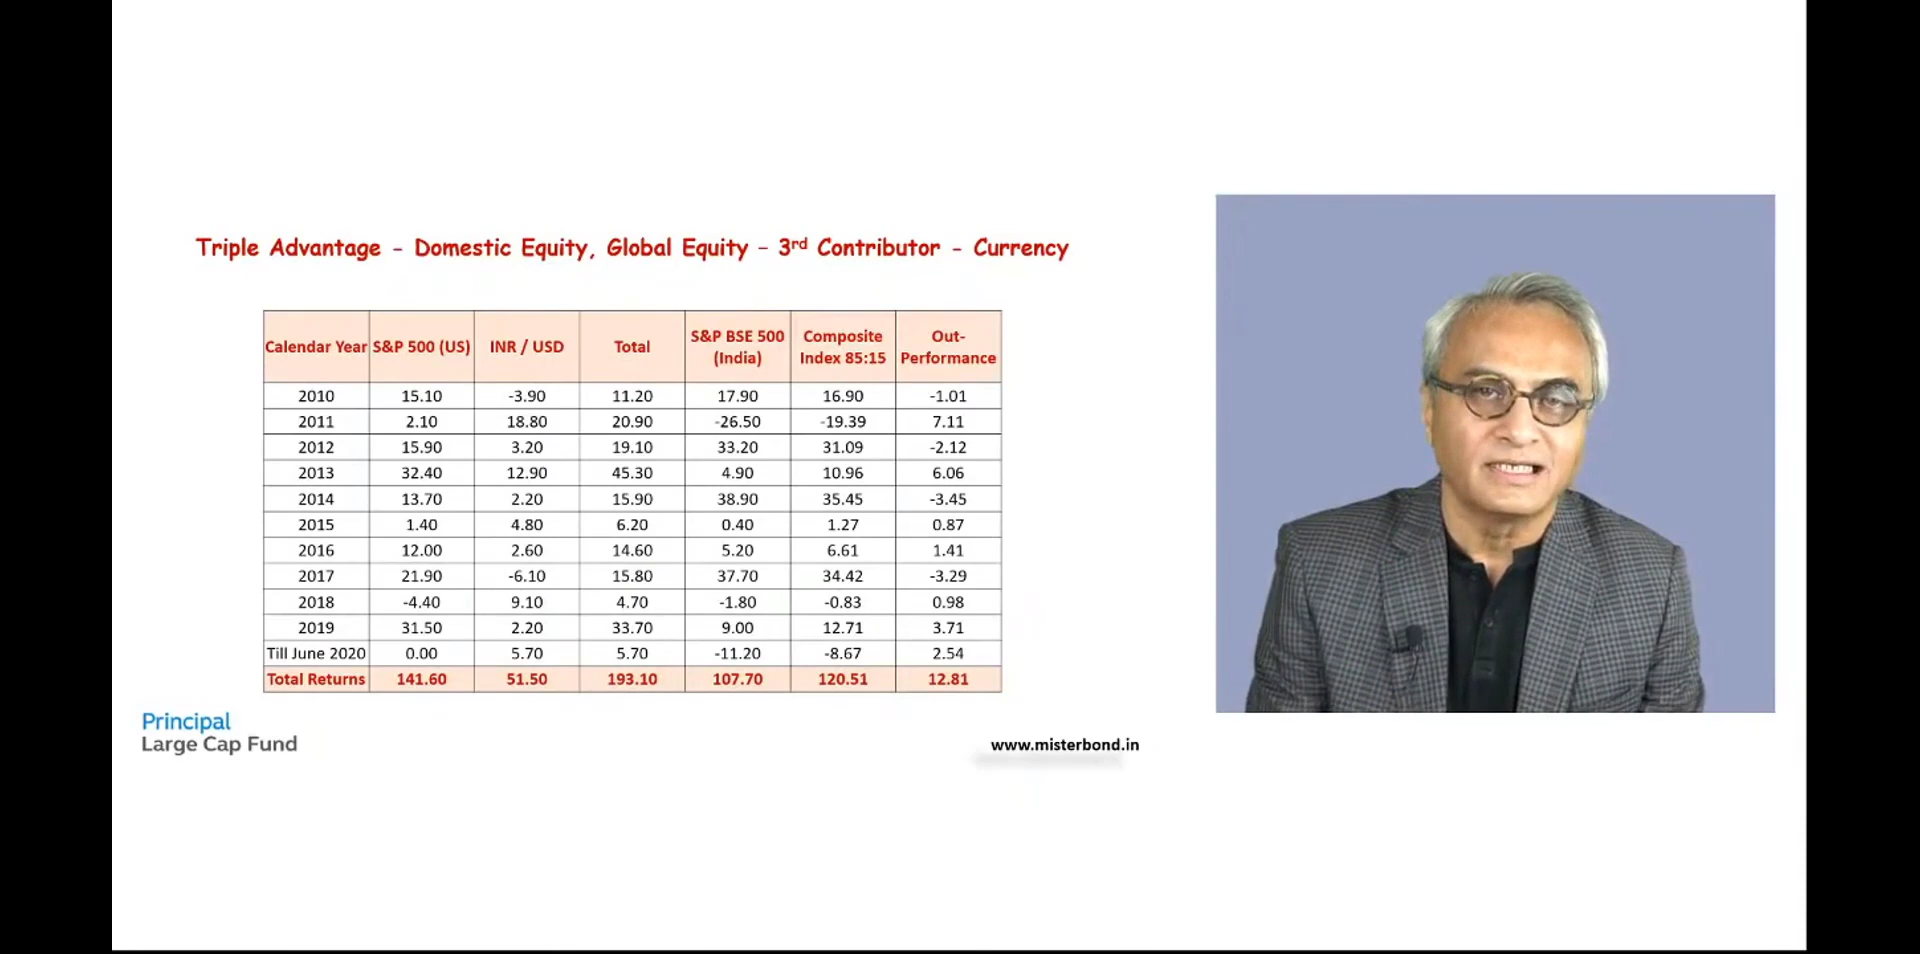 Triple Advantage - Domestic Equity, Global Equity – 3rd Contributor - Currency
Calendar Year S&P 500 (US) INR / USD Total S&P BSE 500 (India) Composite Index 85:15 Out-Performance
2010 15.10 -3.90 11.20 17.90 16.90 -1.01
2011 2.10 18.80 20.90 -26.50 -19.39 7.11
2012 15.90 3.20 19.10 33.20 31.09 -2.12
2013 32.40 12.90 45.30 4.90 10.96 6.06
2014 13.70 2.20 15.90 38.90 35.45 -3.45
2015 1.40 4.80 6.20 0.40 1.27 0.87
2016 12.00 2.60 14.60 5.20 6.61 1.41
2017 21.90 -6.10 15.80 37.70 34.42 -3.29
2018 -4.40 9.10 4.70 -1.80 -0.83 0.98
2019 31.50 2.20 33.70 9.00 12.71 3.71
Till June 2020 0.00 5.70 5.70 -11.20 -8.67 2.54
Total Returns 141.60 51.50 193.10 107.70 120.51 12.81
Principal
Large Cap Fund
www.misterbond.in